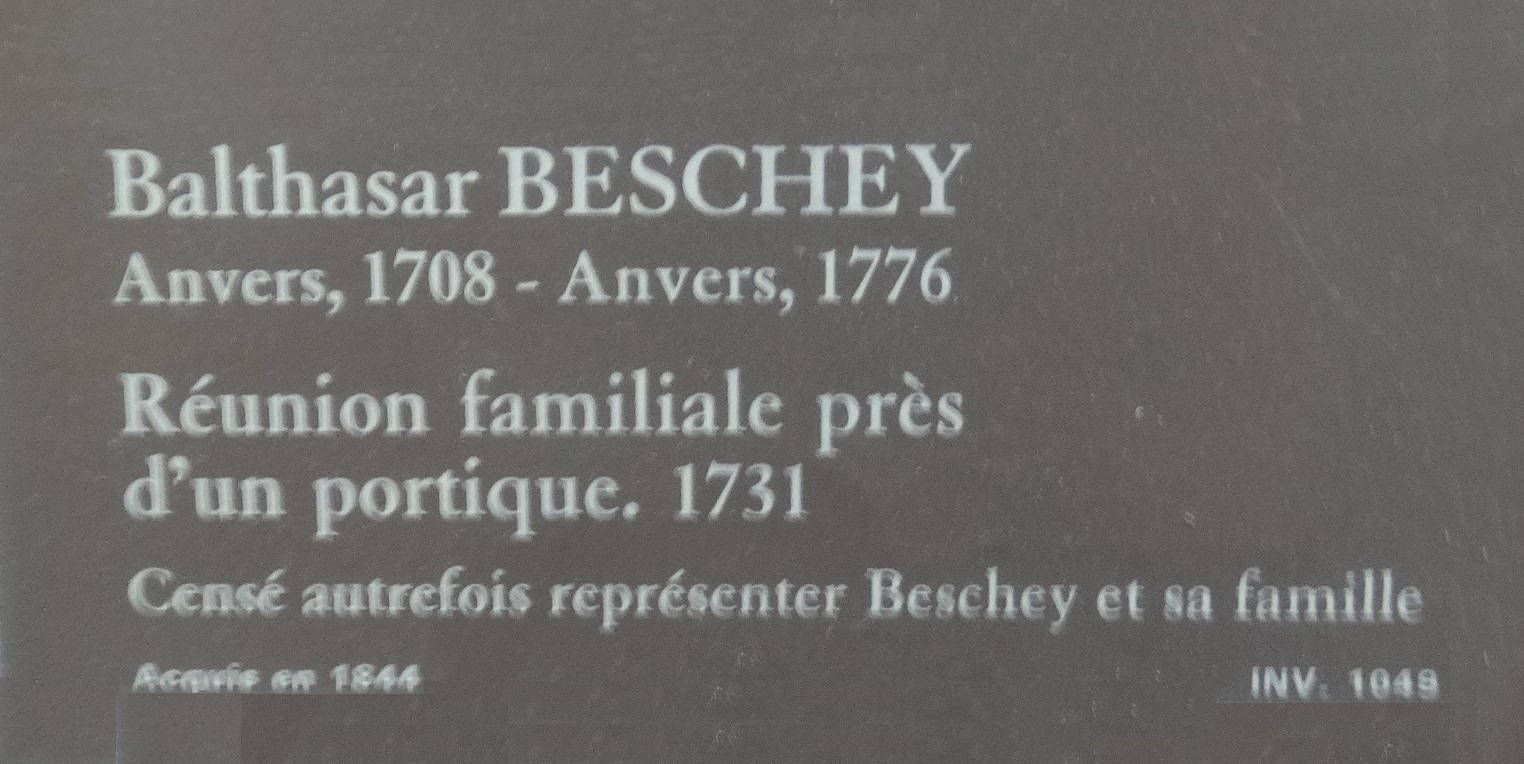 Balthasar BESCHEY
Anvers, 1708 - Anvers, 1776
Réunion familiale près
d'un portique. 1731
Censé autrefois représenter Beschey et sa famille
Acquis en 1844
INV. 1049